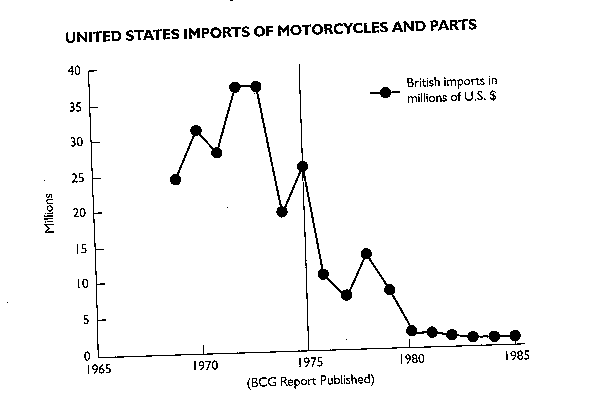 UNITED STATES IMPORTS OF MOTORCYCLES AND PARTS
British imports in
millions of U.S. $
Millions
40
35
30
25
20
15
10
5
0
1965
1970
1975
1980
1985
(BCG Report Published)